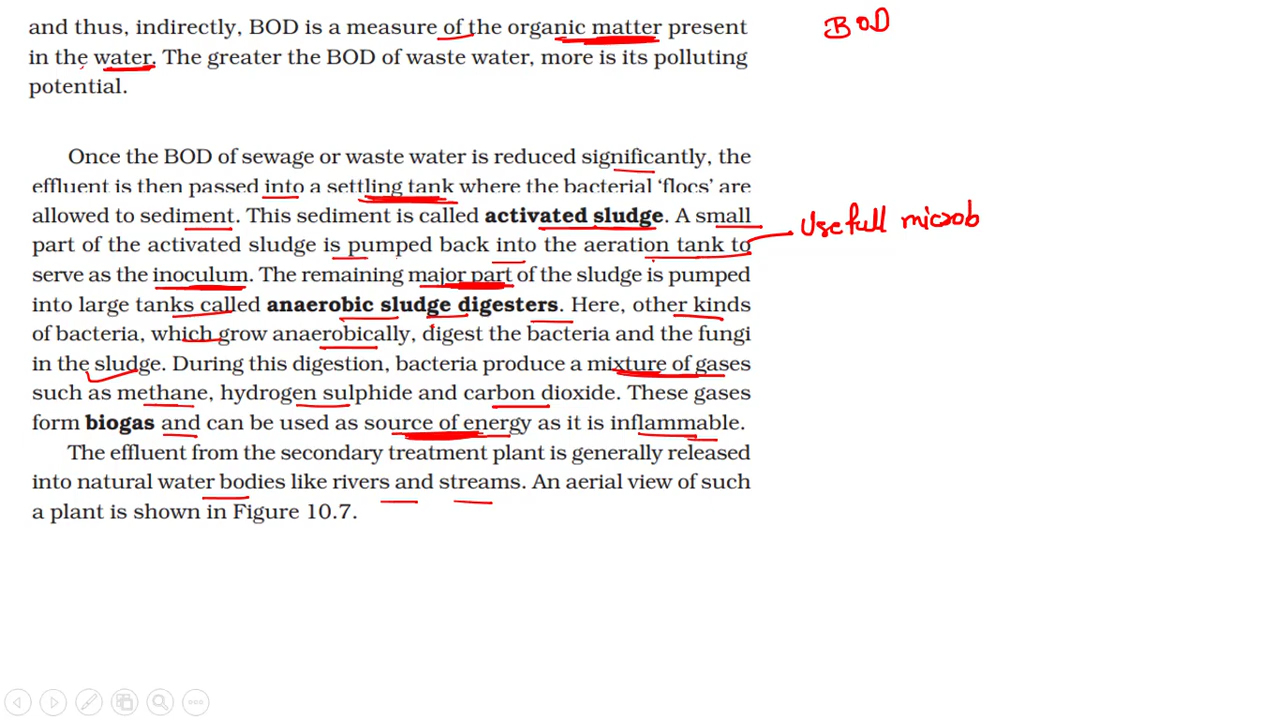 and thus, indirectly, BOD is a measure of the organic matter present
BOD
in the water. The greater the BOD of waste water, more is its polluting
potential.
Once the BOD of sewage or waste water is reduced significantly, the
effluent is then passed into a settling tank where the bacterial ‘flocs’ are
allowed to sediment. This sediment is called activated sludge. A small
Usefull microb
part of the activated sludge is pumped back into the aeration tank to
serve as the inoculum. The remaining major part of the sludge is pumped
into large tanks called anaerobic sludge digesters. Here, other kinds
of bacteria, which grow anaerobically, digest the bacteria and the fungi
in the sludge. During this digestion, bacteria produce a mixture of gases
such as methane, hydrogen sulphide and carbon dioxide. These gases
form biogas and can be used as source of energy as it is inflammable.
The effluent from the secondary treatment plant is generally released
into natural water bodies like rivers and streams. An aerial view of such
a plant is shown in Figure 10.7.